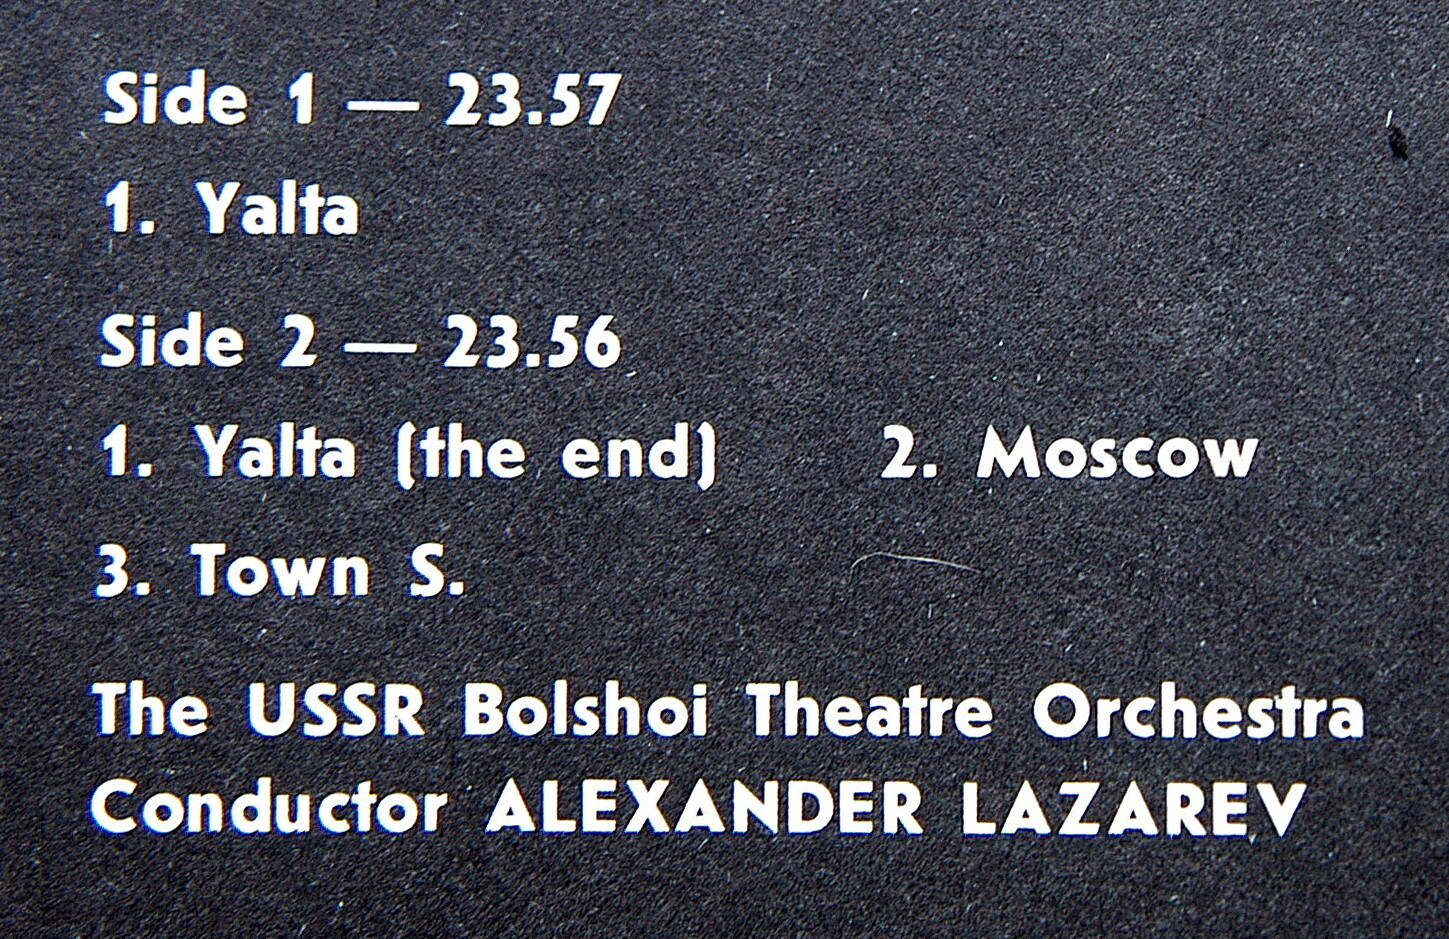 Side 1 — 23.57
1. Yalta
Side 2 — 23.56
1. Yalta (the end) 2. Moscow
3. Town S.
The USSR Bolshoi Theatre Orchestra
Conductor ALEXANDER LAZAREV